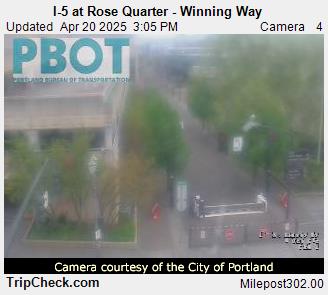 I-5 at Rose Quarter - Winning Way
Updated Apr 20 2025 3:05 PM Camera 4
PBOT
PORTLAND BUREAU OF TRANSPORTATION
Camera courtesy of the City of Portland
TripCheck.com Milepost302.00